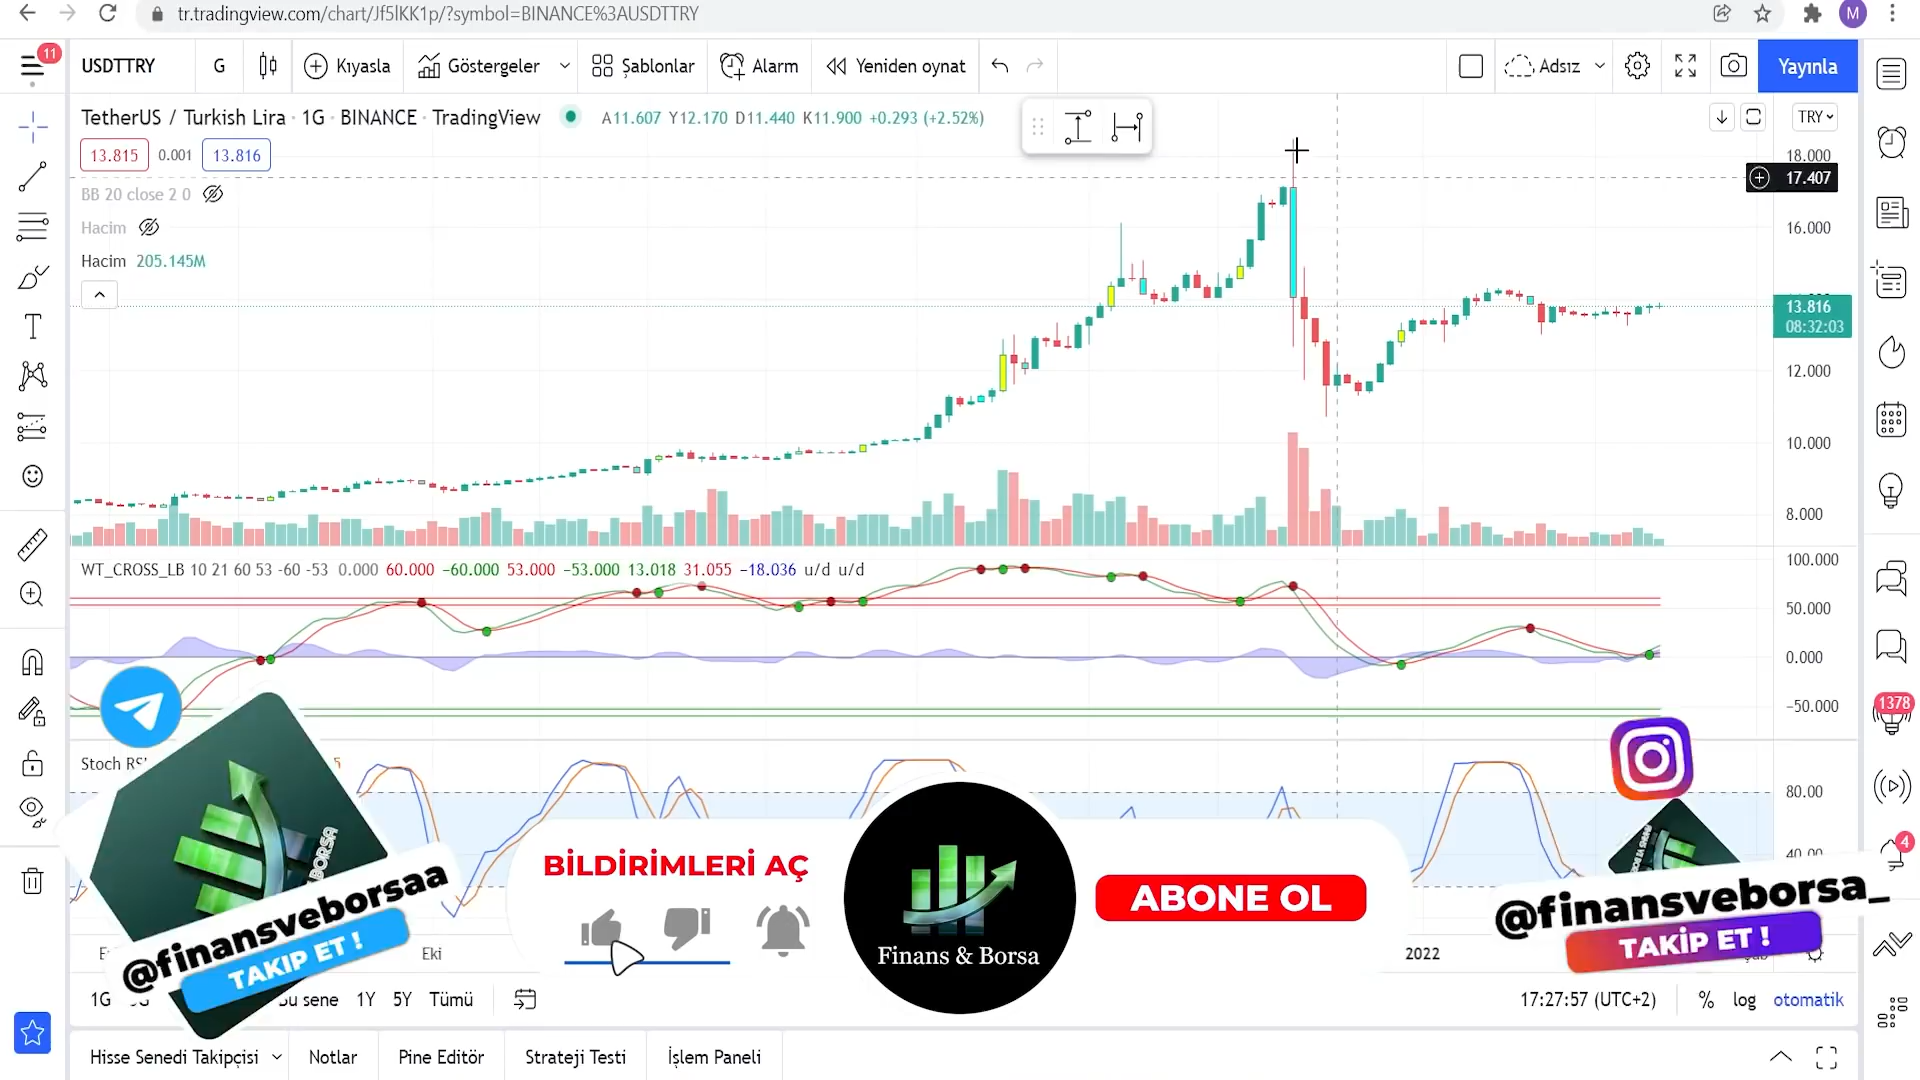 tr.tradingview.com/chart/Jf5lKK1p/?symbol=BINANCE%3AUSDTTRY
M
11
USDTTRY
G
Kıyasla
Göstergeler
Şablonlar
Alarm
Yeniden oynat
Adsız
Yayınla
TetherUS / Turkish Lira · 1G · BINANCE · TradingView
A11.607 Y12.170 D11.440 K11.900 +0.293 (+2.52%)
TRY
13.815
0.001
13.816
18.000
17.407
BB 20 close 2 0
Hacim
16.000
Hacim 205.145M
13.816
08:32:03
12.000
10.000
8.000
100.000
WT_CROSS_LB 10 21 60 53 -60 -53 0.000 60.000 −60.000 53.000 −53.000 13.018 31.055 −18.036 u/d u/d
50.000
0.000
−50.000
1378
Stoch RS
80.00
40.00
4
BORSA
BİLDİRİMLERİ AÇ
ABONE OL
Finans & Borsa
@finansveborsaa
TAKIP ET !
@finansveborsa_
TAKİP ET !
Eki
2022
1G
Bu sene
1Y
5Y
Tümü
17:27:57 (UTC+2)
%
log
otomatik
Hisse Senedi Takipçisi
Notlar
Pine Editör
Strateji Testi
İşlem Paneli